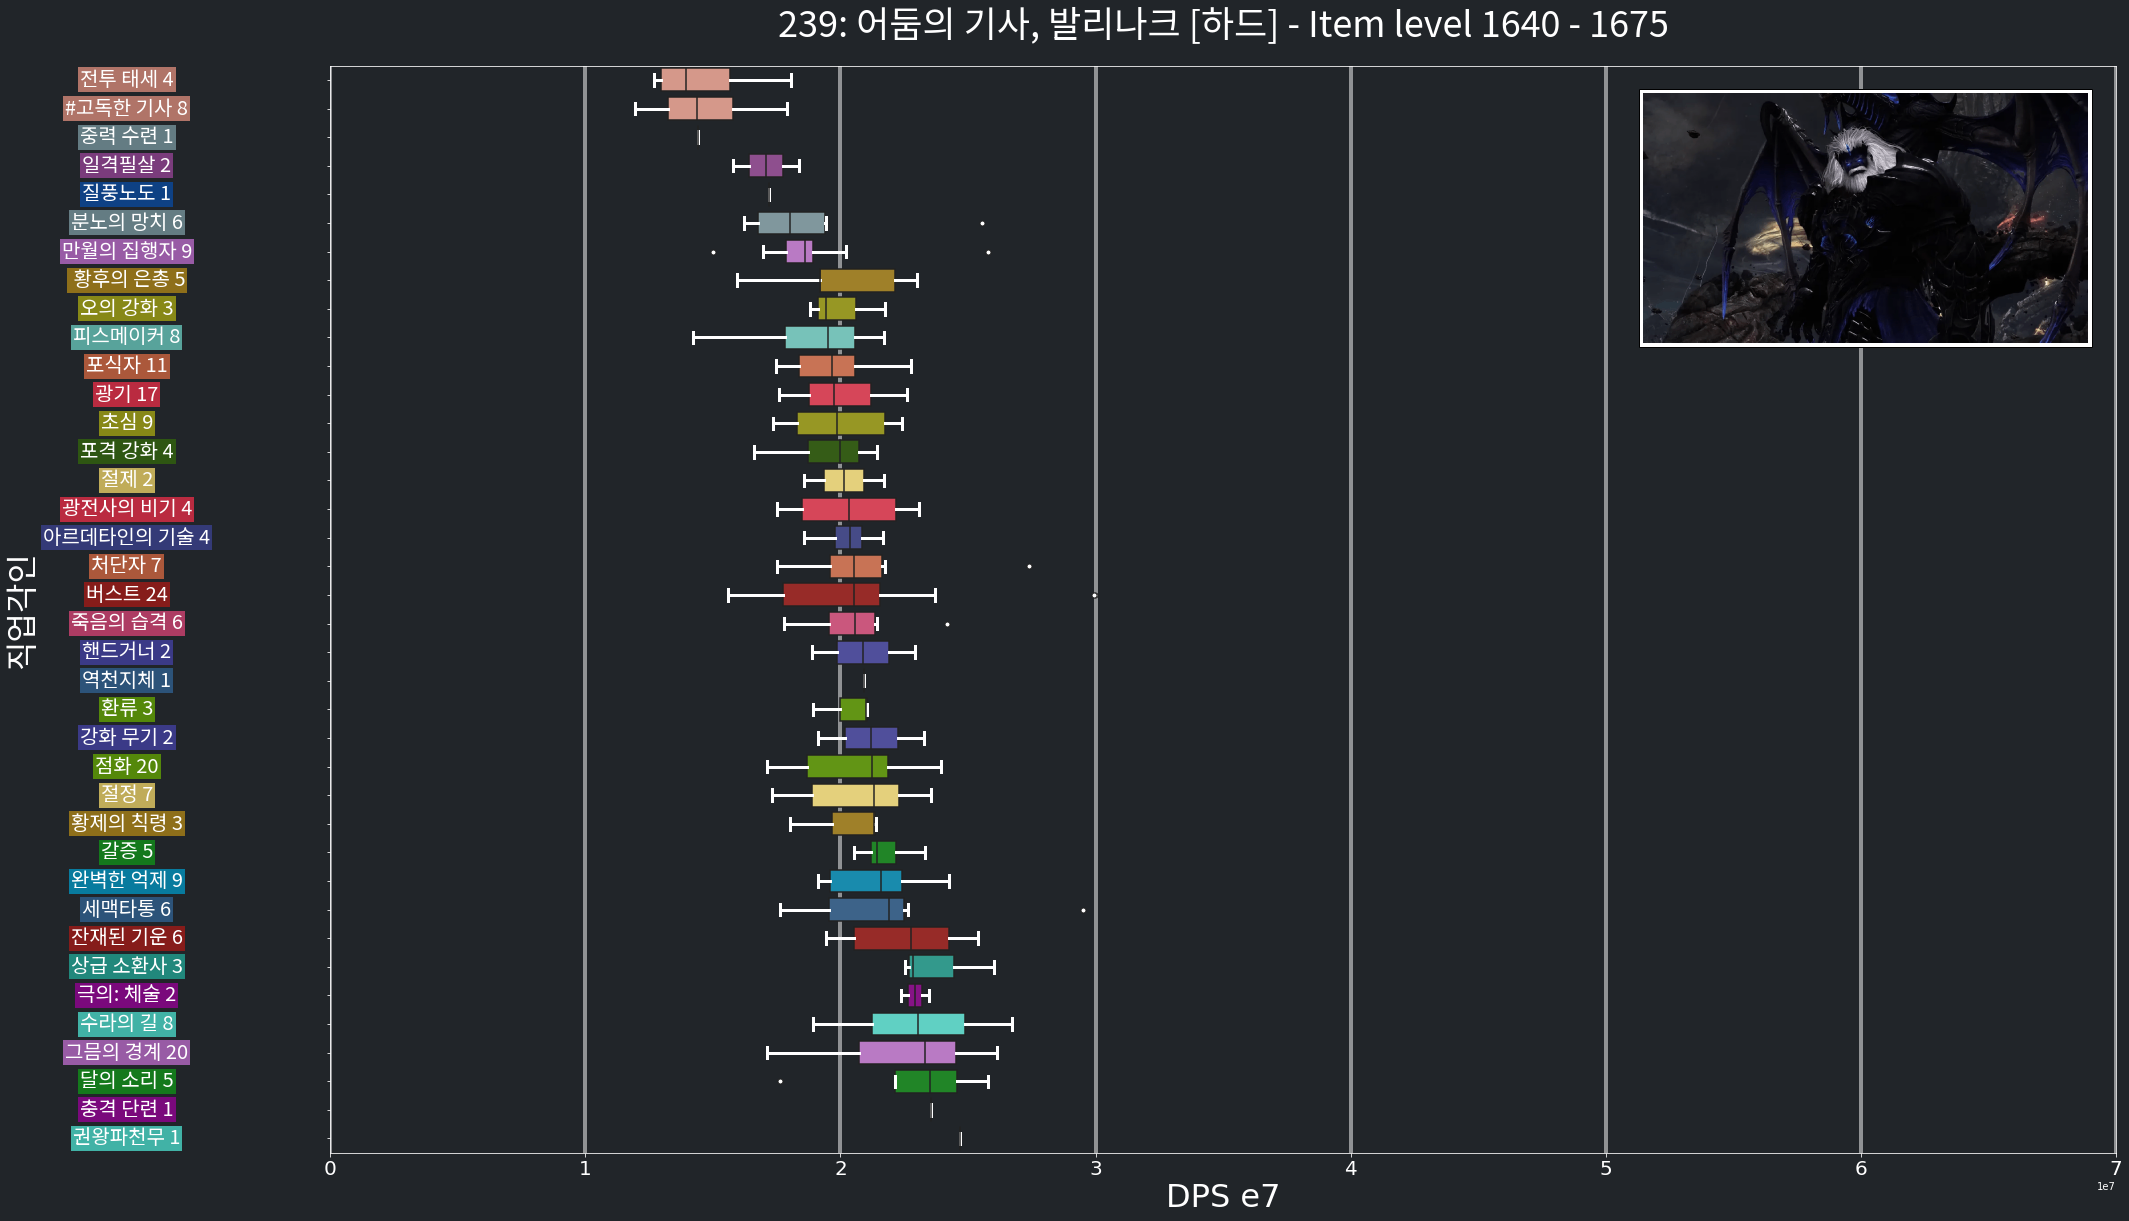 239: 어둠의 기사, 발리나크 [하드] - Item level 1640 - 1675
전투 태세 4
#고독한 기사 8
중력 수련 1
일격필살 2
질풍노도 1
분노의 망치 6
만월의 집행자 9
황후의 은총 5
오의 강화 3
피스메이커 8
포식자 11
광기 17
초심 9
포격 강화 4
절제 2
광전사의 비기 4
아르데타인의 기술 4
처단자 7
버스트 24
죽음의 습격 6
핸드거너 2
역천지체 1
환류 3
강화 무기 2
점화 20
절정 7
황제의 칙령 3
갈증 5
완벽한 억제 9
세맥타통 6
잔재된 기운 6
상급 소환사 3
극의: 체술 2
수라의 길 8
그믐의 경계 20
달의 소리 5
충격 단련 1
권왕파천무 1
직업각인
0 1 2 3 4 5 6 7
1e7
DPS e7